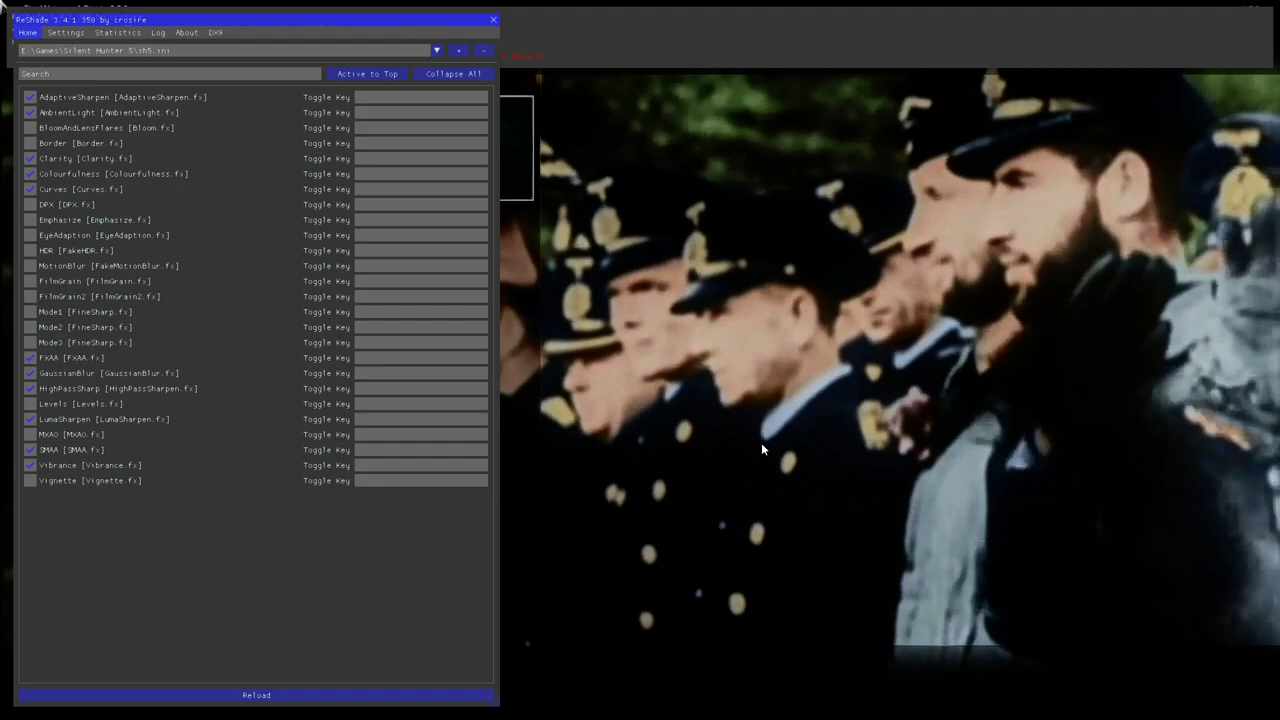 ReShade 3.4.1.358 by crosire
Home Settings Statistics Log About DX9
E:\Games\Silent Hunter 5\sh5.ini
+ -
Search Active to Top Collapse All
AdaptiveSharpen [AdaptiveSharpen.fx] Toggle Key
AmbientLight [AmbientLight.fx] Toggle Key
BloomAndLensFlares [Bloom.fx] Toggle Key
Border [Border.fx] Toggle Key
Clarity [Clarity.fx] Toggle Key
Colourfulness [Colourfulness.fx] Toggle Key
Curves [Curves.fx] Toggle Key
DPX [DPX.fx] Toggle Key
Emphasize [Emphasize.fx] Toggle Key
EyeAdaption [EyeAdaption.fx] Toggle Key
HDR [FakeHDR.fx] Toggle Key
MotionBlur [FakeMotionBlur.fx] Toggle Key
FilmGrain [FilmGrain.fx] Toggle Key
FilmGrain2 [FilmGrain2.fx] Toggle Key
Mode1 [FineSharp.fx] Toggle Key
Mode2 [FineSharp.fx] Toggle Key
Mode3 [FineSharp.fx] Toggle Key
FXAA [FXAA.fx] Toggle Key
GaussianBlur [GaussianBlur.fx] Toggle Key
HighPassSharp [HighPassSharpen.fx] Toggle Key
Levels [Levels.fx] Toggle Key
LumaSharpen [LumaSharpen.fx] Toggle Key
MXAO [MXAO.fx] Toggle Key
SMAA [SMAA.fx] Toggle Key
Vibrance [Vibrance.fx] Toggle Key
Vignette [Vignette.fx] Toggle Key
Reload